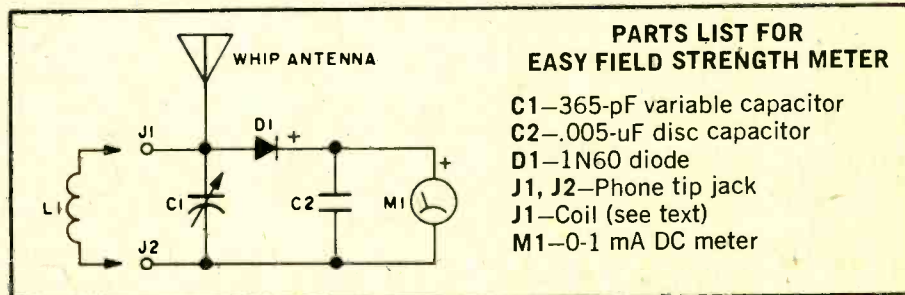 WHIP ANTENNA
J1
D1
+
+
L1
C1
C2
M1
J2
PARTS LIST FOR
EASY FIELD STRENGTH METER
C1—365-pF variable capacitor
C2—.005-uF disc capacitor
D1—1N60 diode
J1, J2—Phone tip jack
J1—Coil (see text)
M1—0-1 mA DC meter